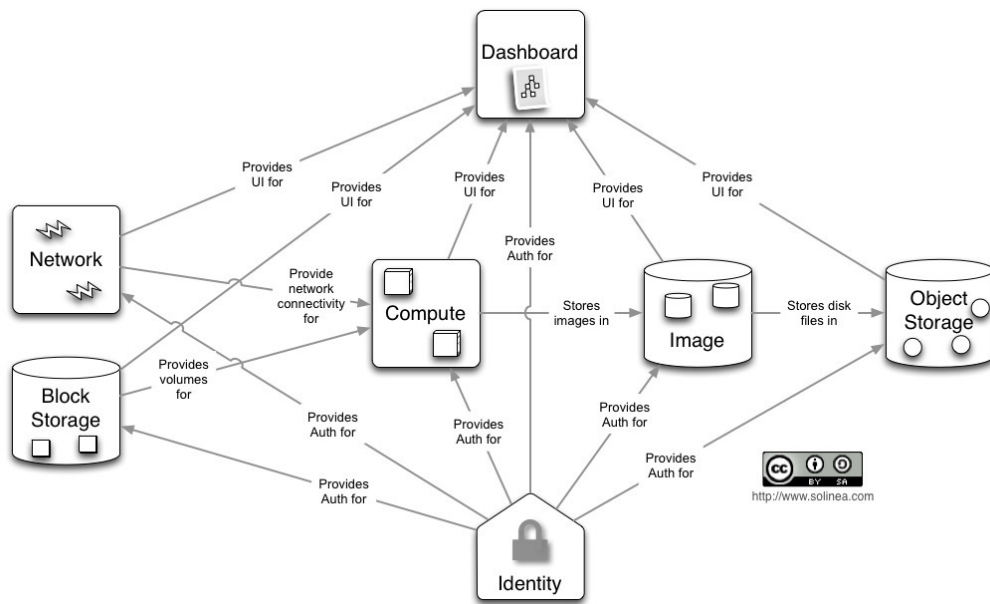 Dashboard
Provides
UI for
Provides
UI for
Provides
UI for
Provides
UI for
Provides
UI for
Provides
Auth for
Network
Provide
network
connectivity
for
Compute
Stores
images in
Image
Stores disk
files in
Object
Storage
Block
Storage
Provides
volumes for
Provides
Auth for
Provides
Auth for
Provides
Auth for
Provides
Auth for
Provides
Auth for
cc
BY SA
http://www.solinea.com
Identity